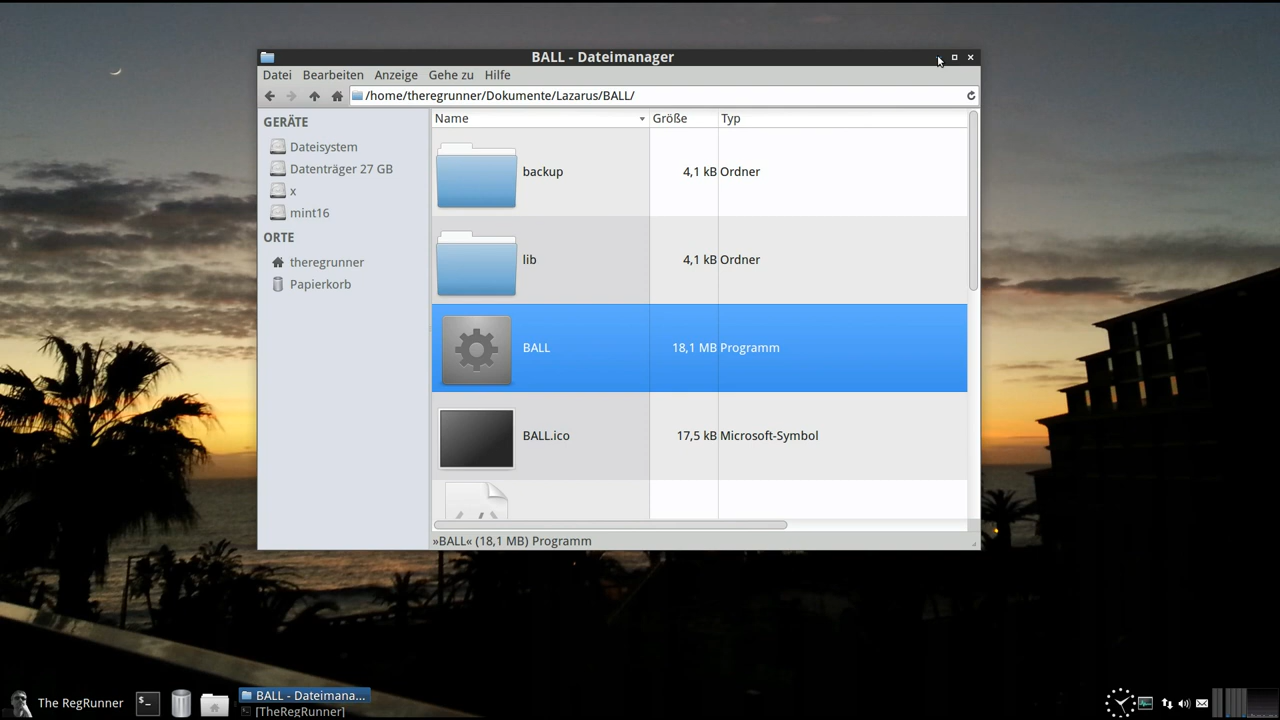 BALL - Dateimanager
Datei Bearbeiten Anzeige Gehe zu Hilfe
/home/theregrunner/Dokumente/Lazarus/BALL/
GERÄTE
Dateisystem
Datenträger 27 GB
x
mint16
ORTE
theregrunner
Papierkorb
Name Größe Typ
backup 4,1 kB Ordner
lib 4,1 kB Ordner
BALL 18,1 MB Programm
BALL.ico 17,5 kB Microsoft-Symbol
»BALL« (18,1 MB) Programm
The RegRunner
$_
BALL - Dateimana...
[TheRegRunner]